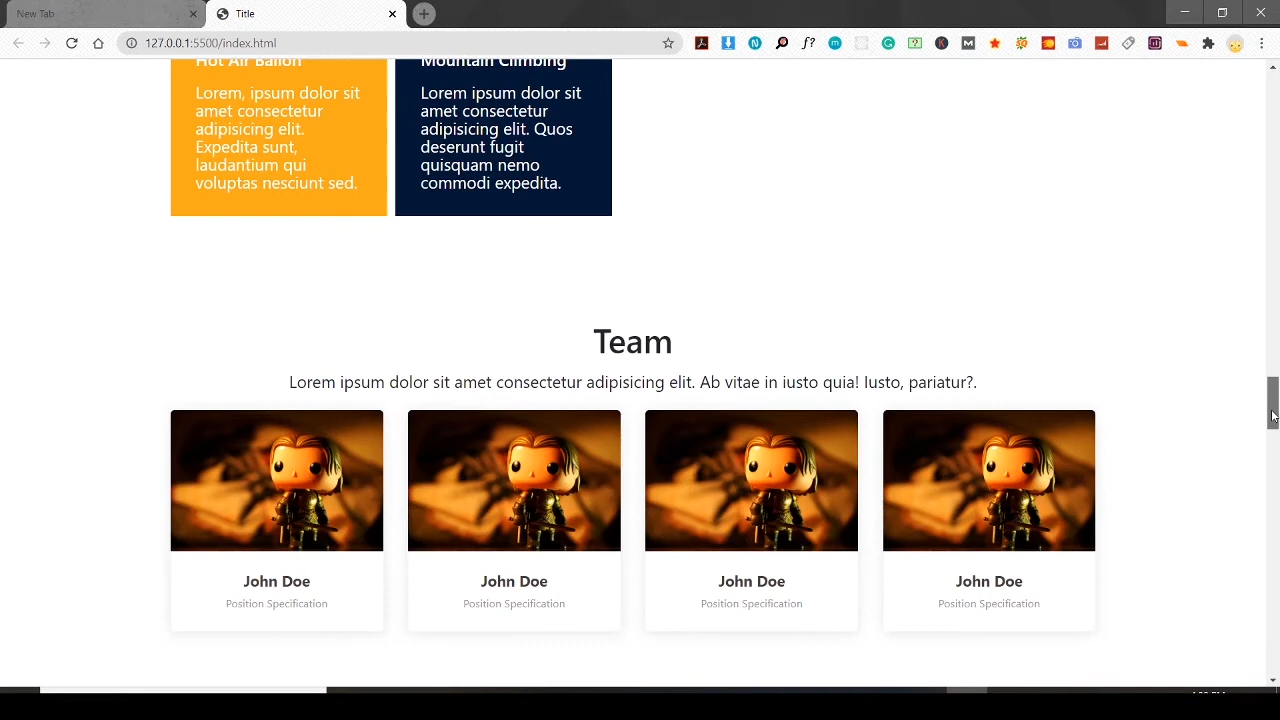 New Tab
Title
127.0.0.1:5500/index.html
Hot Air Ballon
Lorem, ipsum dolor sit
amet consectetur
adipisicing elit.
Expedita sunt,
laudantium qui
voluptas nesciunt sed.
Mountain Climbing
Lorem ipsum dolor sit
amet consectetur
adipisicing elit. Quos
deserunt fugit
quisquam nemo
commodi expedita.
Team
Lorem ipsum dolor sit amet consectetur adipisicing elit. Ab vitae in iusto quia! Iusto, pariatur?.
John Doe
Position Specification
John Doe
Position Specification
John Doe
Position Specification
John Doe
Position Specification